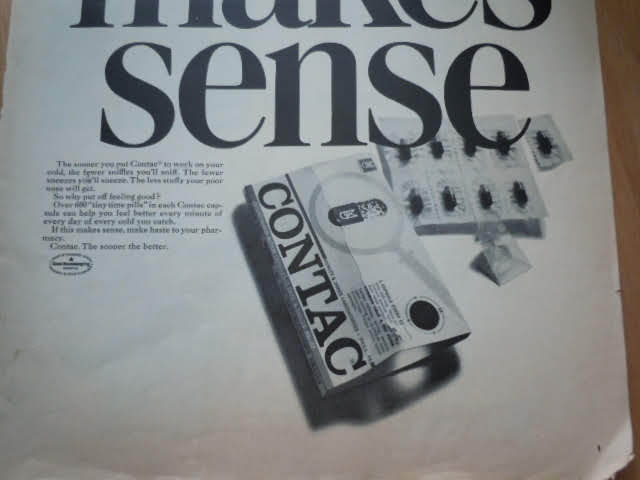 makes
sense
The sooner you put Contac® to work on your
cold, the fewer sniffles you'll sniff. The fewer
sneezes you'll sneeze. The less stuffy your poor
nose will get.
So why put off feeling good?
Over 600 "tiny time pills" in each Contac cap-
sule can help you feel better every minute of
every day of every cold you catch.
If this makes sense, make haste to your phar-
macy.
Contac. The sooner the better.
Good Housekeeping
CONTAC